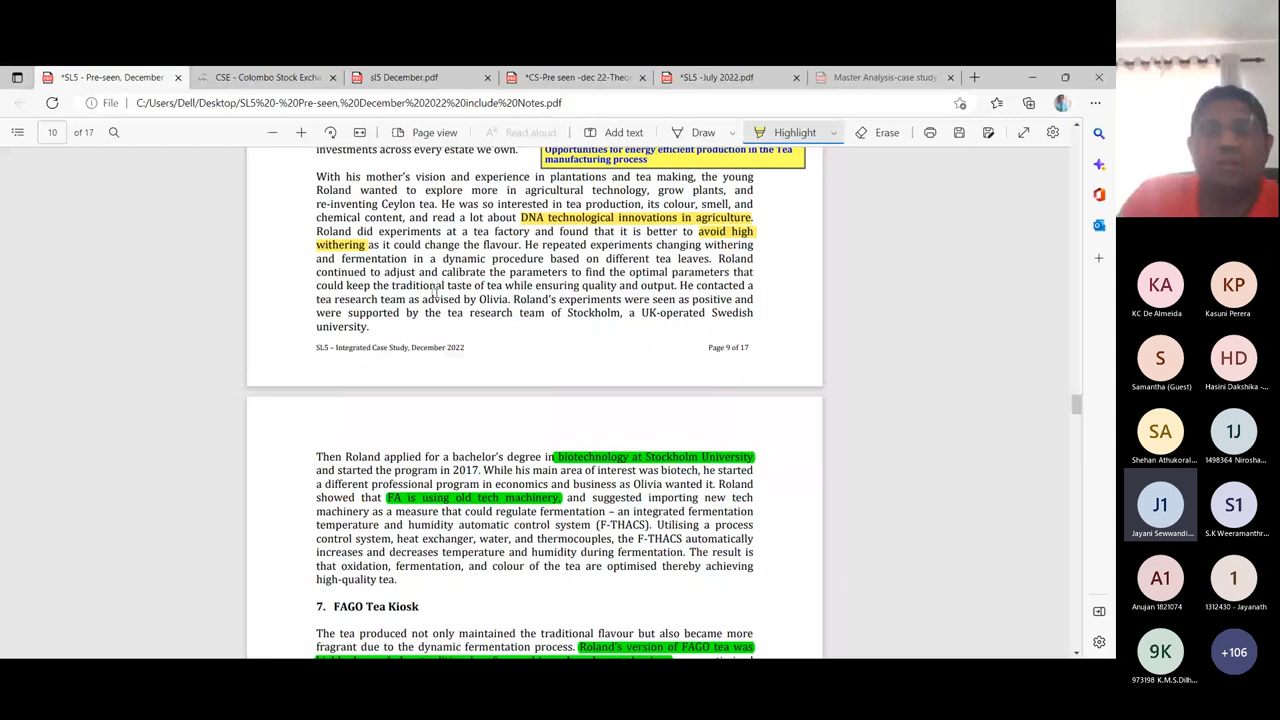 *SL5 - Pre-seen, December
CSE - Colombo Stock Excha
sl5 December.pdf
*CS-Pre seen -dec 22-Theo
*SL5 -July 2022.pdf
Master Analysis-case study
File
C:/Users/Dell/Desktop/SL5%20-%20Pre-seen,%20December%202022%20include%20Notes.pdf
10 of 17
Page view
Read aloud
Add text
Draw
Highlight
Erase
investments across every estate we own.
Opportunities for energy efficient production in the Tea
manufacturing process
With his mother's vision and experience in plantations and tea making, the young
Roland wanted to explore more in agricultural technology, grow plants, and
re-inventing Ceylon tea. He was so interested in tea production, its colour, smell, and
chemical content, and read a lot about DNA technological innovations in agriculture.
Roland did experiments at a tea factory and found that it is better to avoid high
withering as it could change the flavour. He repeated experiments changing withering
and fermentation in a dynamic procedure based on different tea leaves. Roland
continued to adjust and calibrate the parameters to find the optimal parameters that
could keep the traditional taste of tea while ensuring quality and output. He contacted a
tea research team as advised by Olivia. Roland's experiments were seen as positive and
were supported by the tea research team of Stockholm, a UK-operated Swedish
university.
SL5 – Integrated Case Study, December 2022
Page 9 of 17
Then Roland applied for a bachelor's degree in biotechnology at Stockholm University
and started the program in 2017. While his main area of interest was biotech, he started
a different professional program in economics and business as Olivia wanted it. Roland
showed that FA is using old tech machinery, and suggested importing new tech
machinery as a measure that could regulate fermentation – an integrated fermentation
temperature and humidity automatic control system (F-THACS). Utilising a process
control system, heat exchanger, water, and thermocouples, the F-THACS automatically
increases and decreases temperature and humidity during fermentation. The result is
that oxidation, fermentation, and colour of the tea are optimised thereby achieving
high-quality tea.
7. FAGO Tea Kiosk
The tea produced not only maintained the traditional flavour but also became more
fragrant due to the dynamic fermentation process. Roland's version of FAGO tea was
KA
KC De Almeida
KP
Kasuni Perera
S
Samantha (Guest)
HD
Hasini Dakshika -...
SA
Shehan Athukoral...
1J
1498364 Nirosha...
J1
Jayani Sewwandi...
S1
S.K Weeramanthr...
A1
Anujan 1821074
1
1312430 - Jayanath
9K
973198 K.M.S.Dilh...
+106